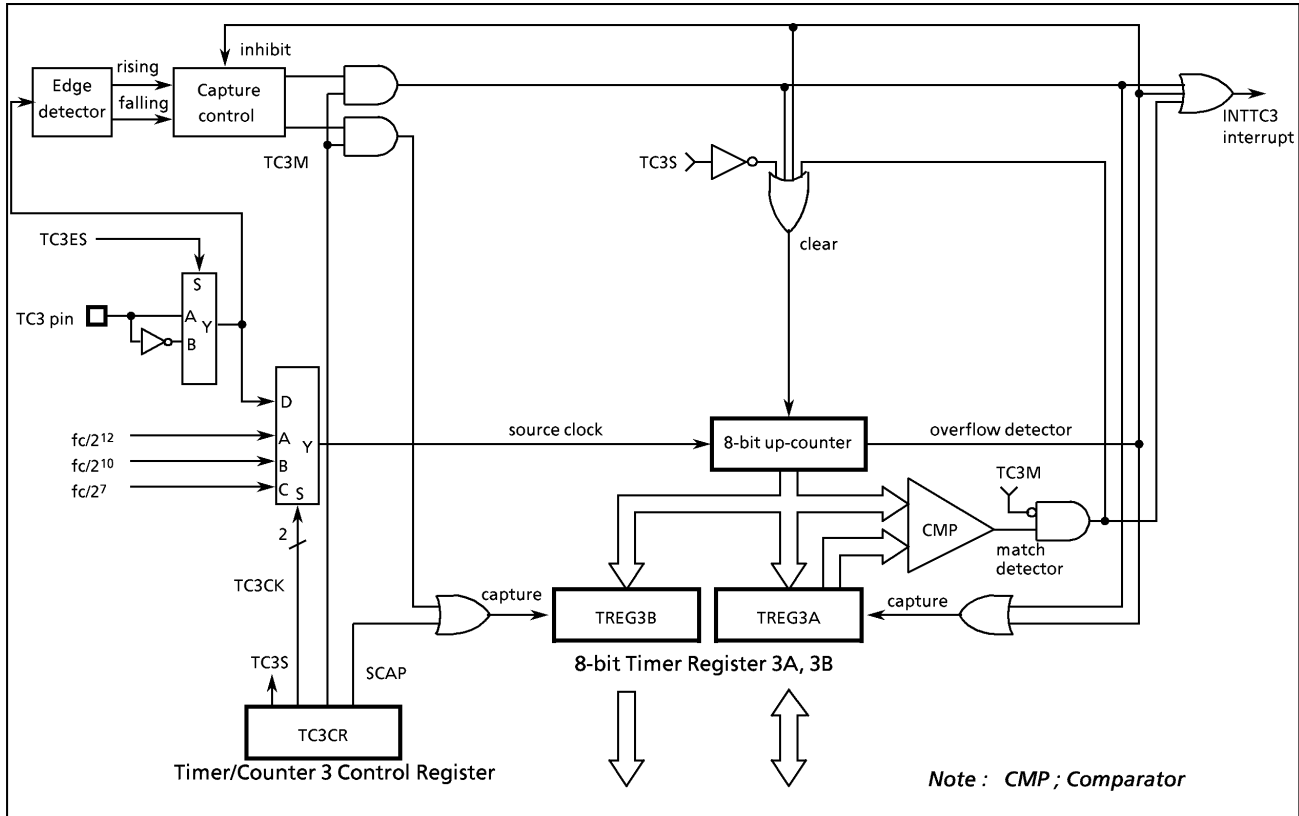 inhibit
Edge
detector
rising
falling
Capture
control
TC3M
INTTC3
interrupt
TC3S
clear
TC3ES
S
A
Y
B
TC3 pin
D
A
Y
B
C
S
fc/2¹²
fc/2¹⁰
fc/2⁷
source clock
8-bit up-counter
overflow detector
TC3M
CMP
match
detector
2
TC3CK
capture
TREG3B
TREG3A
capture
8-bit Timer Register 3A, 3B
TC3S
SCAP
TC3CR
Timer/Counter 3 Control Register
Note : CMP ; Comparator